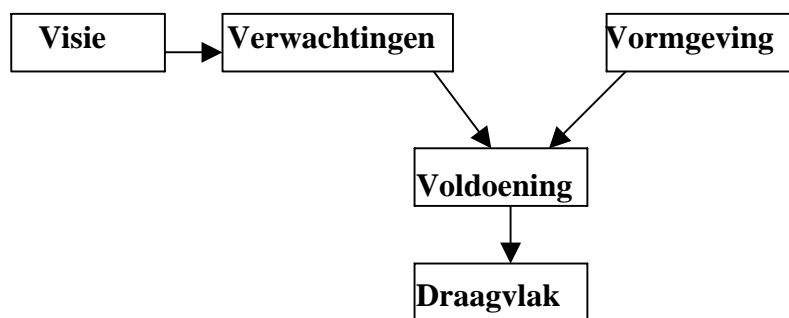 Visie
Verwachtingen
Vormgeving
Voldoening
Draagvlak